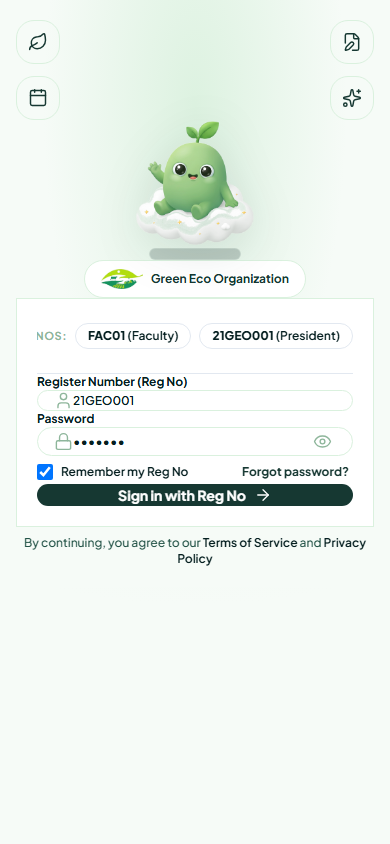 Green Eco Organization
NOS: FAC01 (Faculty) 21GEO001 (President)
Register Number (Reg No)
21GEO001
Password
•••••••
Remember my Reg No Forgot password?
Sign in with Reg No
By continuing, you agree to our Terms of Service and Privacy
Policy